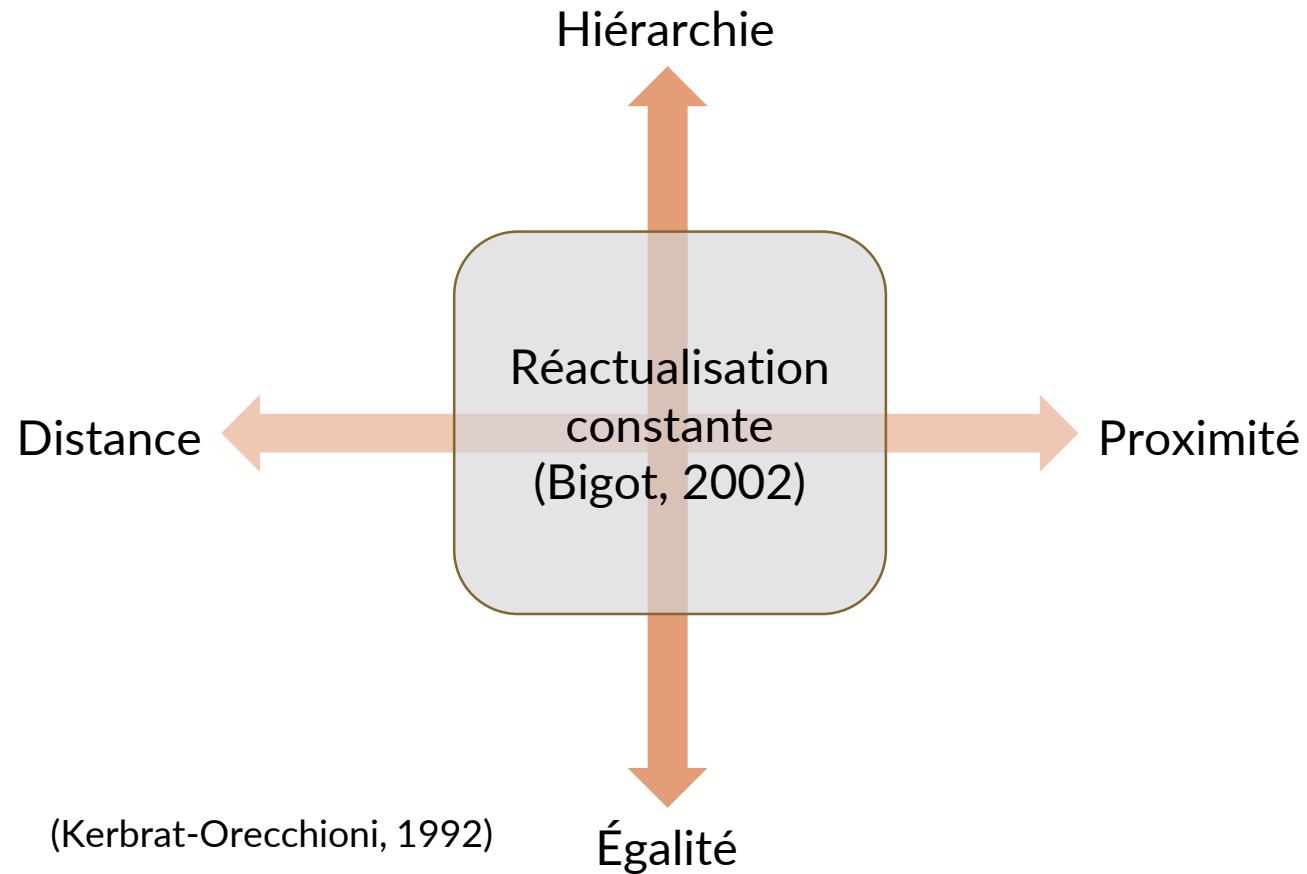 Hiérarchie
Réactualisation
constante
(Bigot, 2002)
Distance
Proximité
(Kerbrat-Orecchioni, 1992)
Égalité